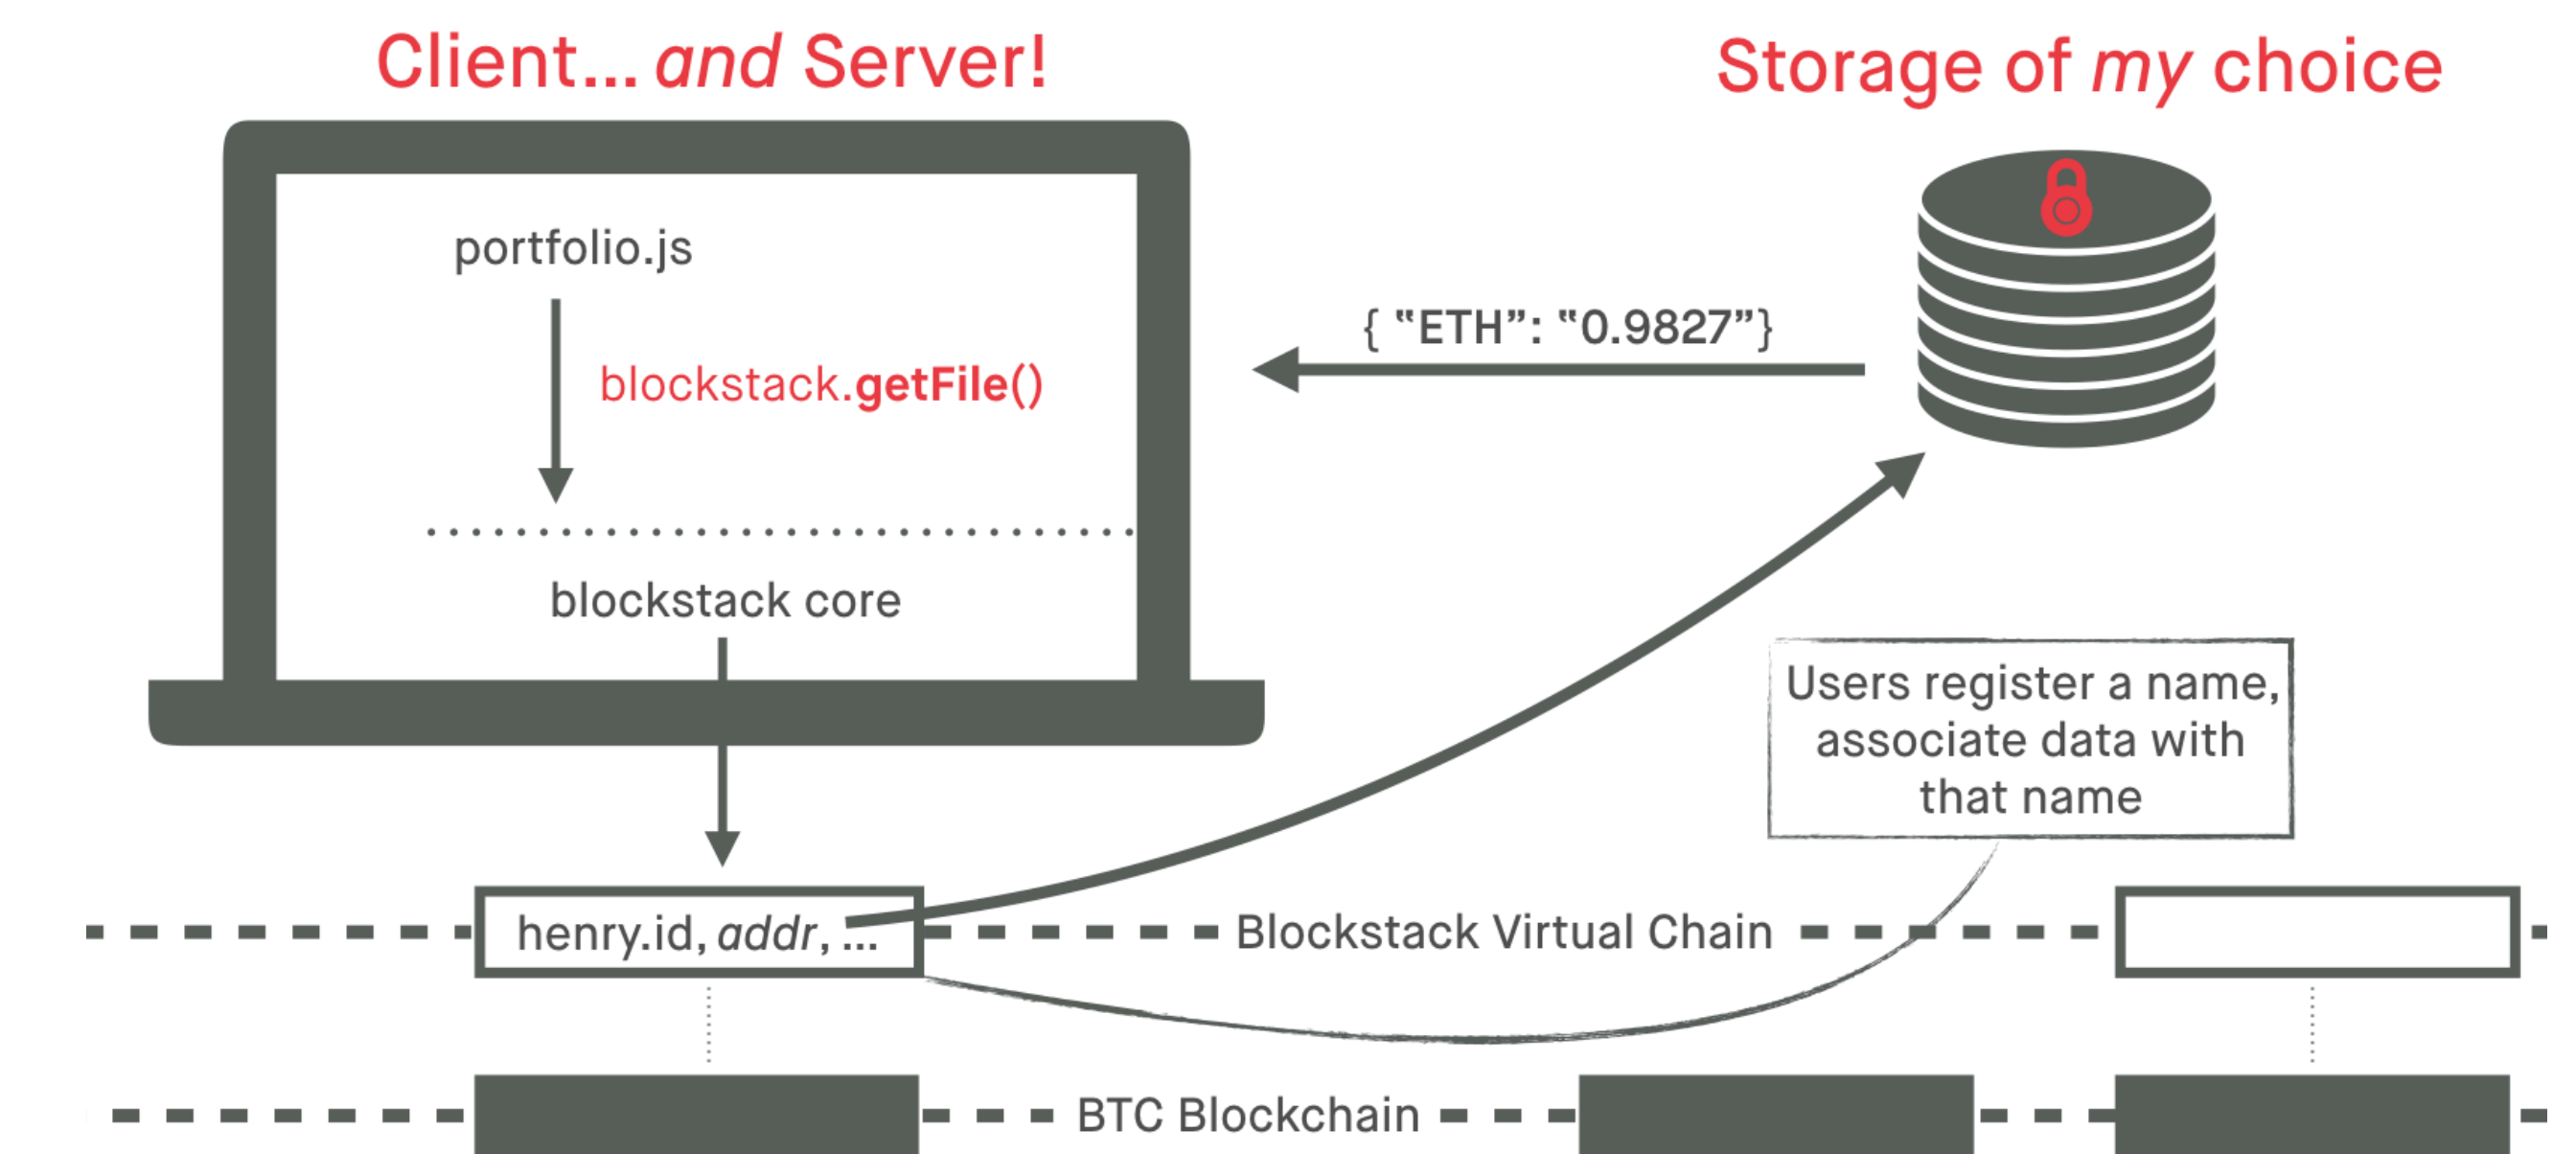 Client... and Server!
Storage of my choice
portfolio.js
blockstack.getFile()
{ “ETH”: “0.9827”}
blockstack core
Users register a name,
associate data with
that name
henry.id, addr, ...
Blockstack Virtual Chain
BTC Blockchain